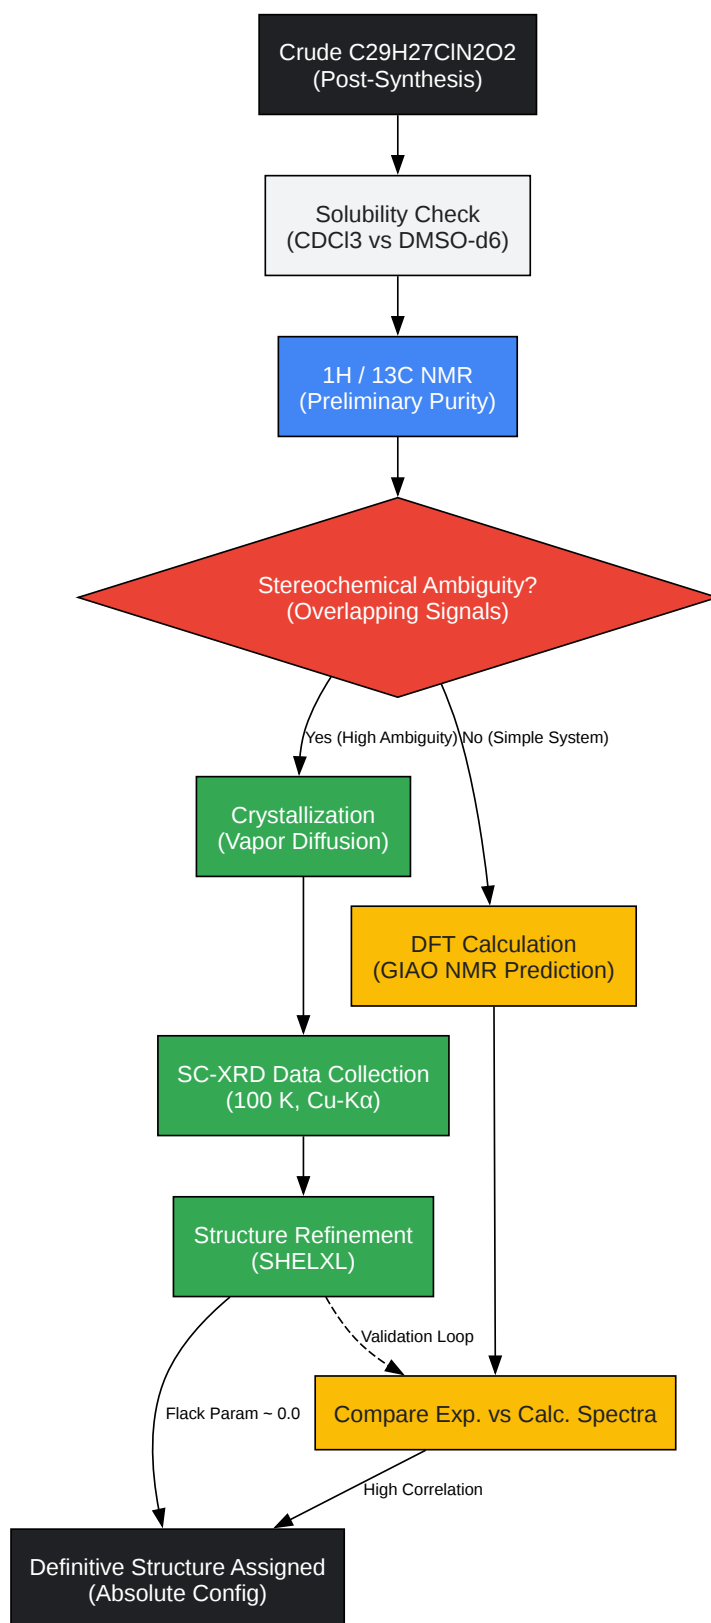 Crude C29H27ClN2O2
(Post-Synthesis)
Solubility Check
(CDCl3 vs DMSO-d6)
1H / 13C NMR
(Preliminary Purity)
Stereochemical Ambiguity?
(Overlapping Signals)
Yes (High Ambiguity)
No (Simple System)
Crystallization
(Vapor Diffusion)
DFT Calculation
(GIAO NMR Prediction)
SC-XRD Data Collection
(100 K, Cu-Kα)
Structure Refinement
(SHELXL)
Validation Loop
Flack Param ~ 0.0
Compare Exp. vs Calc. Spectra
High Correlation
Definitive Structure Assigned
(Absolute Config)